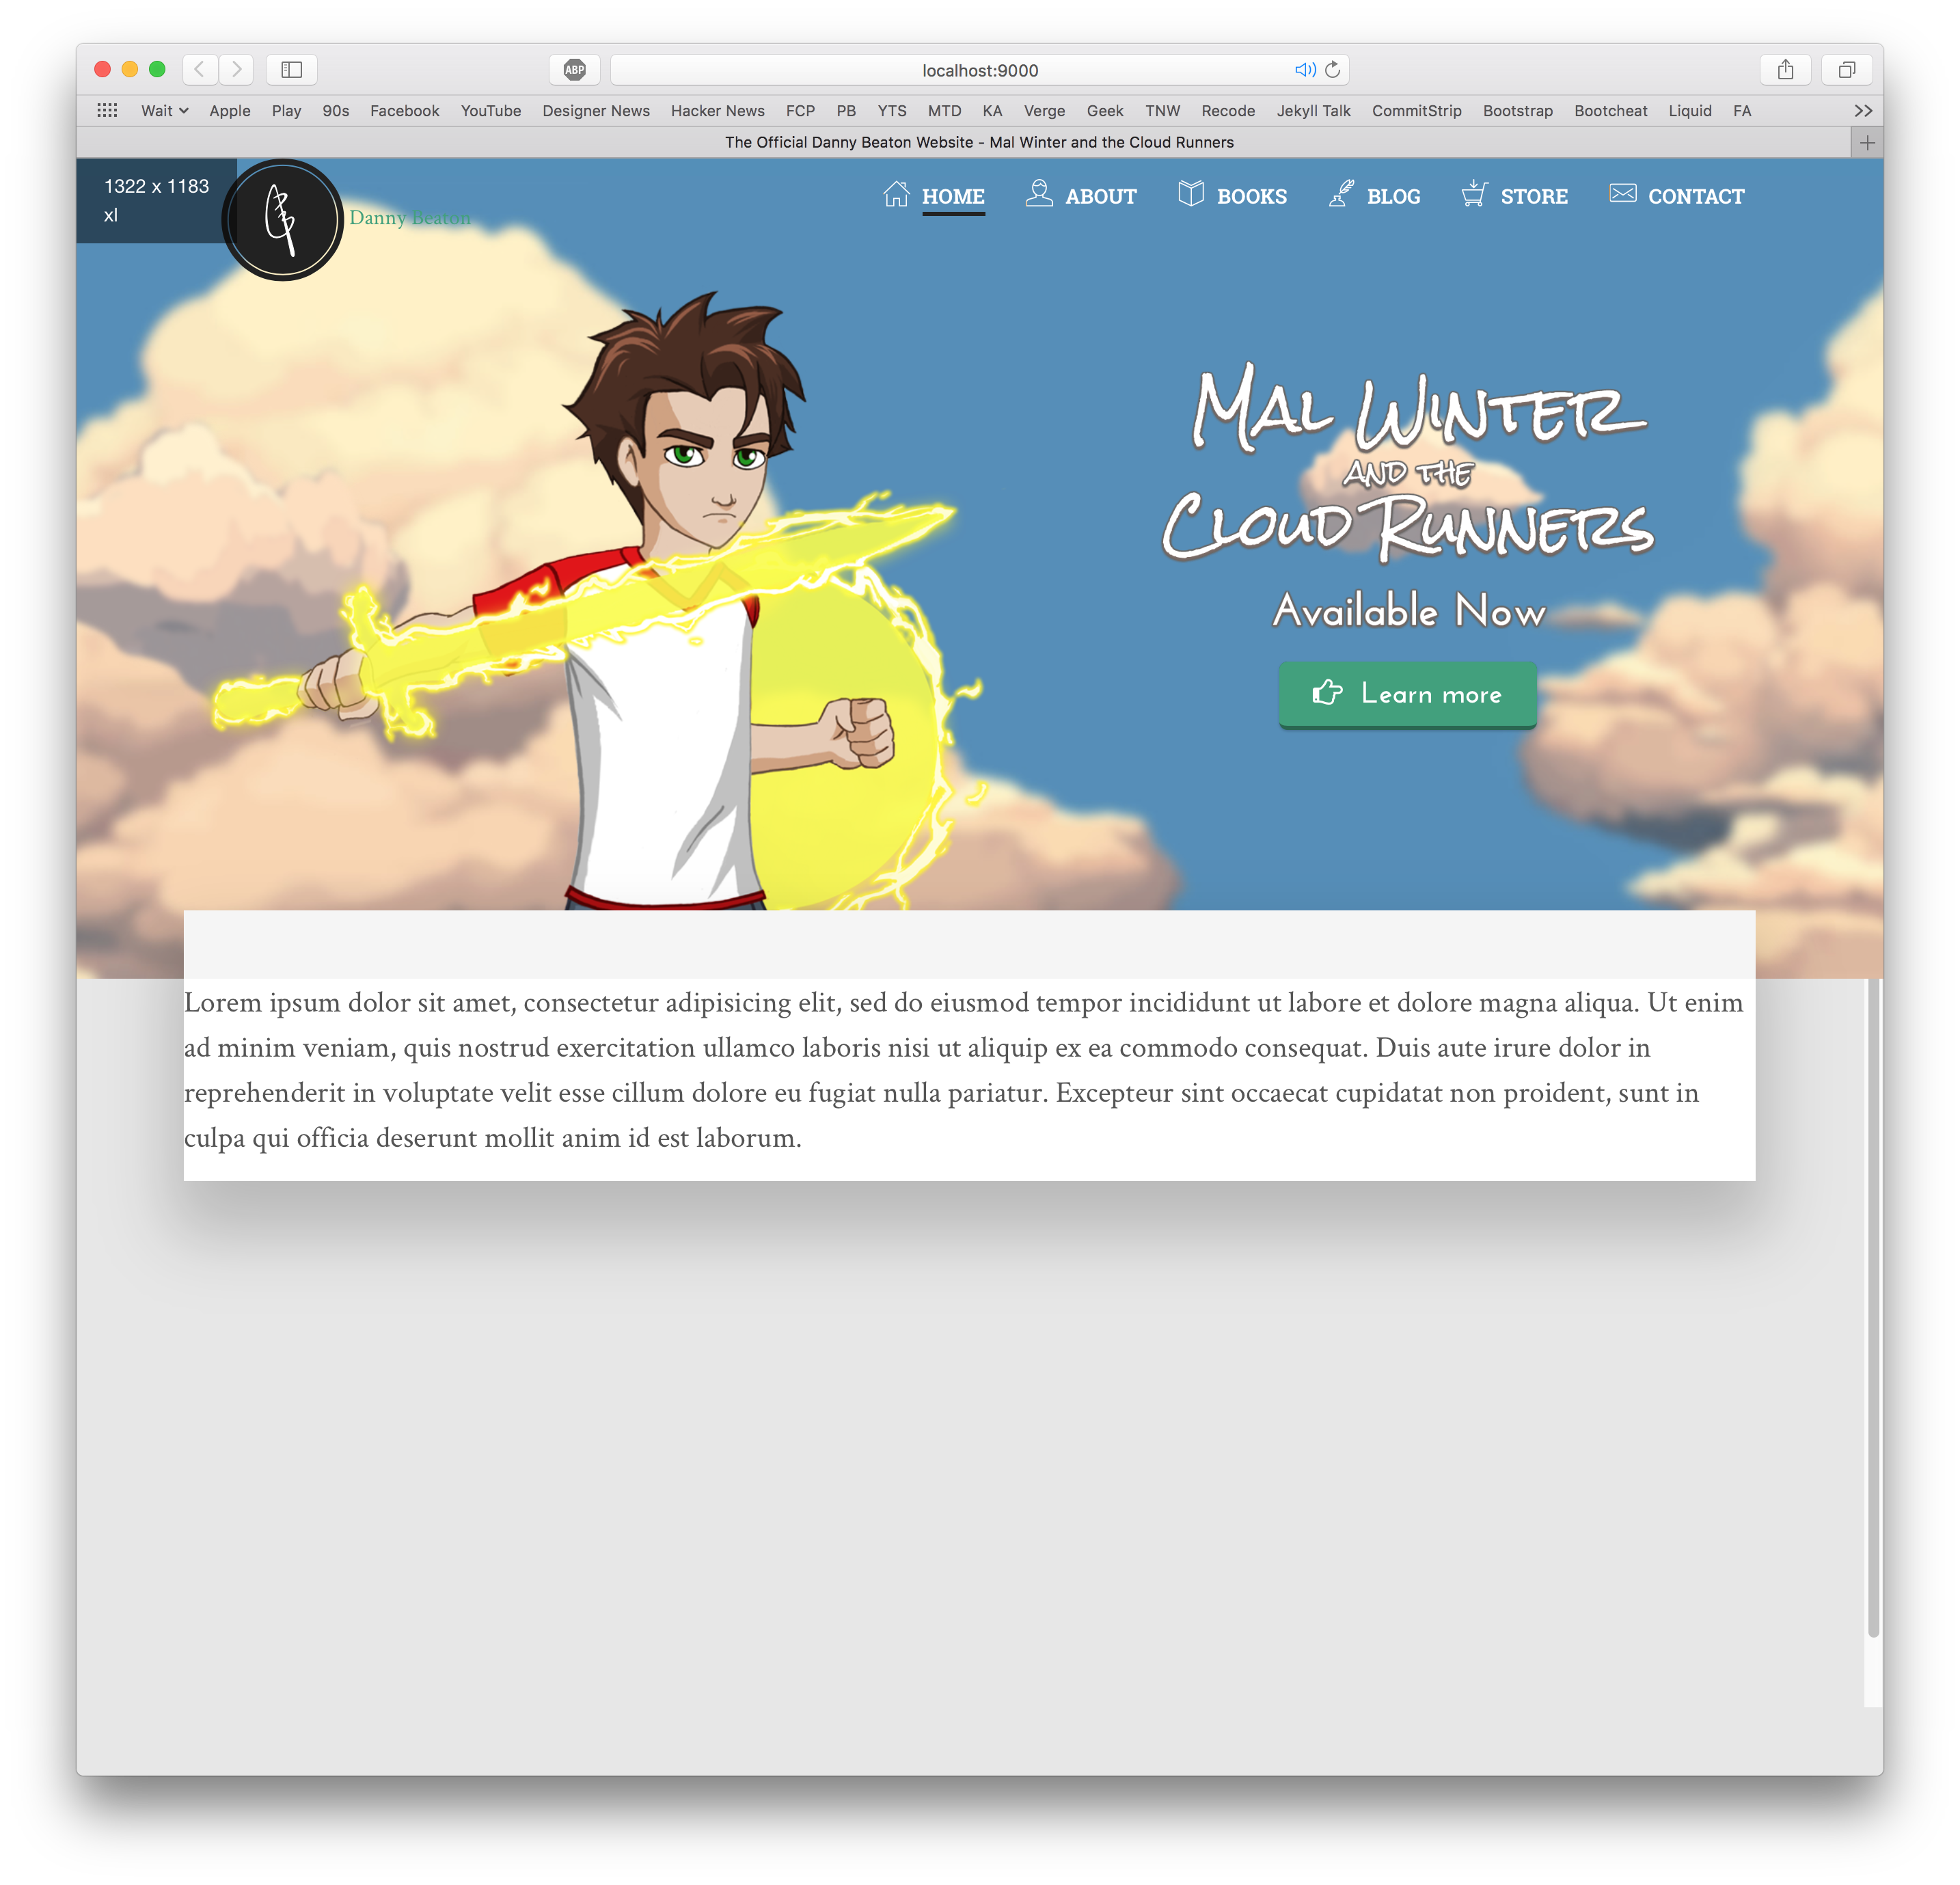 ABP
localhost:9000
Wait Apple Play 90s Facebook YouTube Designer News Hacker News FCP PB YTS MTD KA Verge Geek TNW Recode Jekyll Talk CommitStrip Bootstrap Bootcheat Liquid FA
The Official Danny Beaton Website - Mal Winter and the Cloud Runners
1322 x 1183
xl
Danny Beaton
HOME ABOUT BOOKS BLOG STORE CONTACT
MAL WINTER
AND THE
CLOUD RUNNERS
Available Now
Learn more
Lorem ipsum dolor sit amet, consectetur adipisicing elit, sed do eiusmod tempor incididunt ut labore et dolore magna aliqua. Ut enim
ad minim veniam, quis nostrud exercitation ullamco laboris nisi ut aliquip ex ea commodo consequat. Duis aute irure dolor in
reprehenderit in voluptate velit esse cillum dolore eu fugiat nulla pariatur. Excepteur sint occaecat cupidatat non proident, sunt in
culpa qui officia deserunt mollit anim id est laborum.